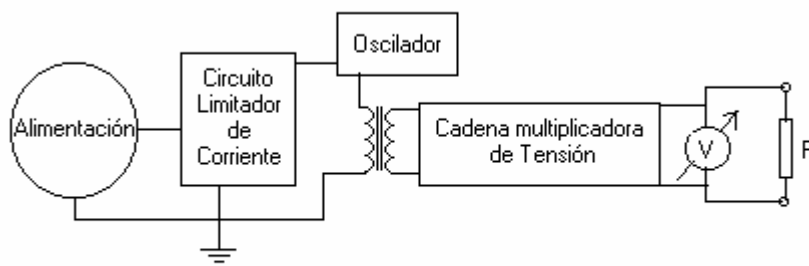 Oscilador
Circuito
Limitador
de
Corriente
Alimentación
Cadena multiplicadora
de Tensión
V